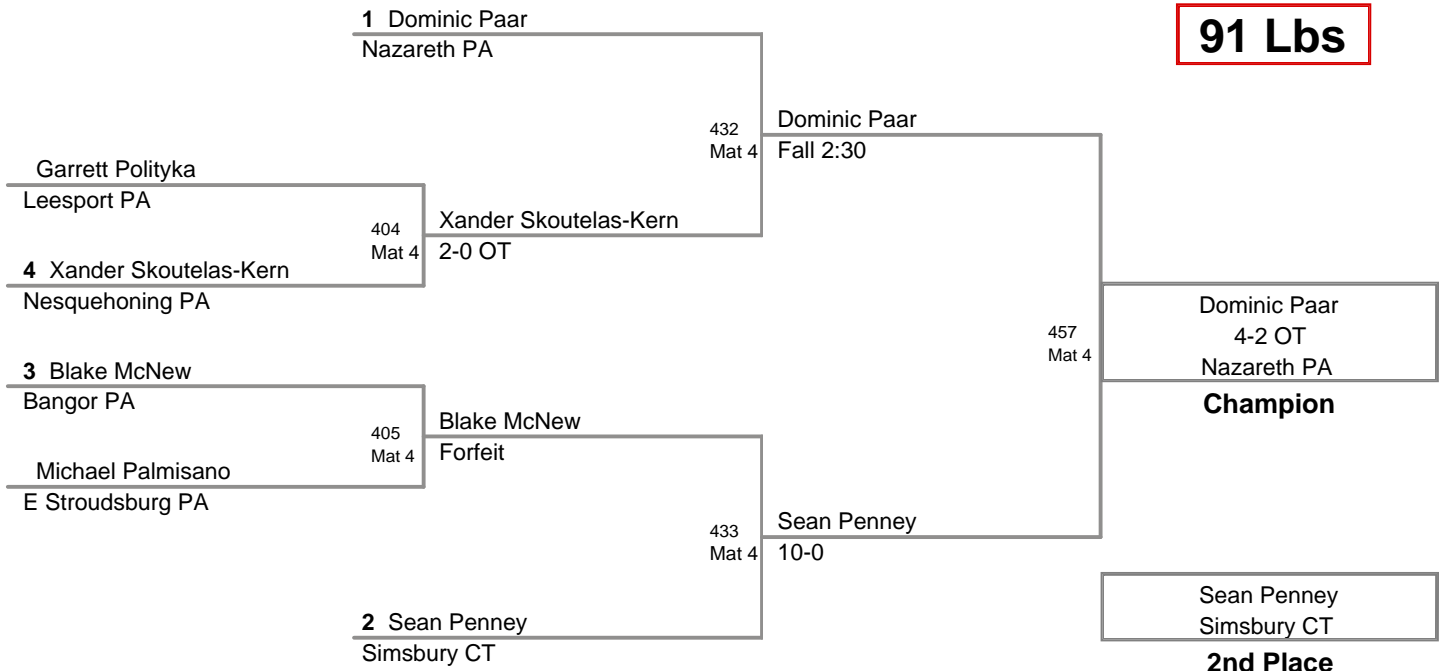 1 Dominic Paar
91 Lbs
Nazareth PA
432
Mat 4
Dominic Paar
Fall 2:30
Garrett Polityka
Leesport PA
404
Mat 4
Xander Skoutelas-Kern
2-0 OT
4 Xander Skoutelas-Kern
Nesquehoning PA
457
Mat 4
Dominic Paar
4-2 OT
Nazareth PA
Champion
3 Blake McNew
Bangor PA
405
Mat 4
Blake McNew
Forfeit
Michael Palmisano
E Stroudsburg PA
433
Mat 4
Sean Penney
10-0
2 Sean Penney
Simsbury CT
Sean Penney
Simsbury CT
2nd Place